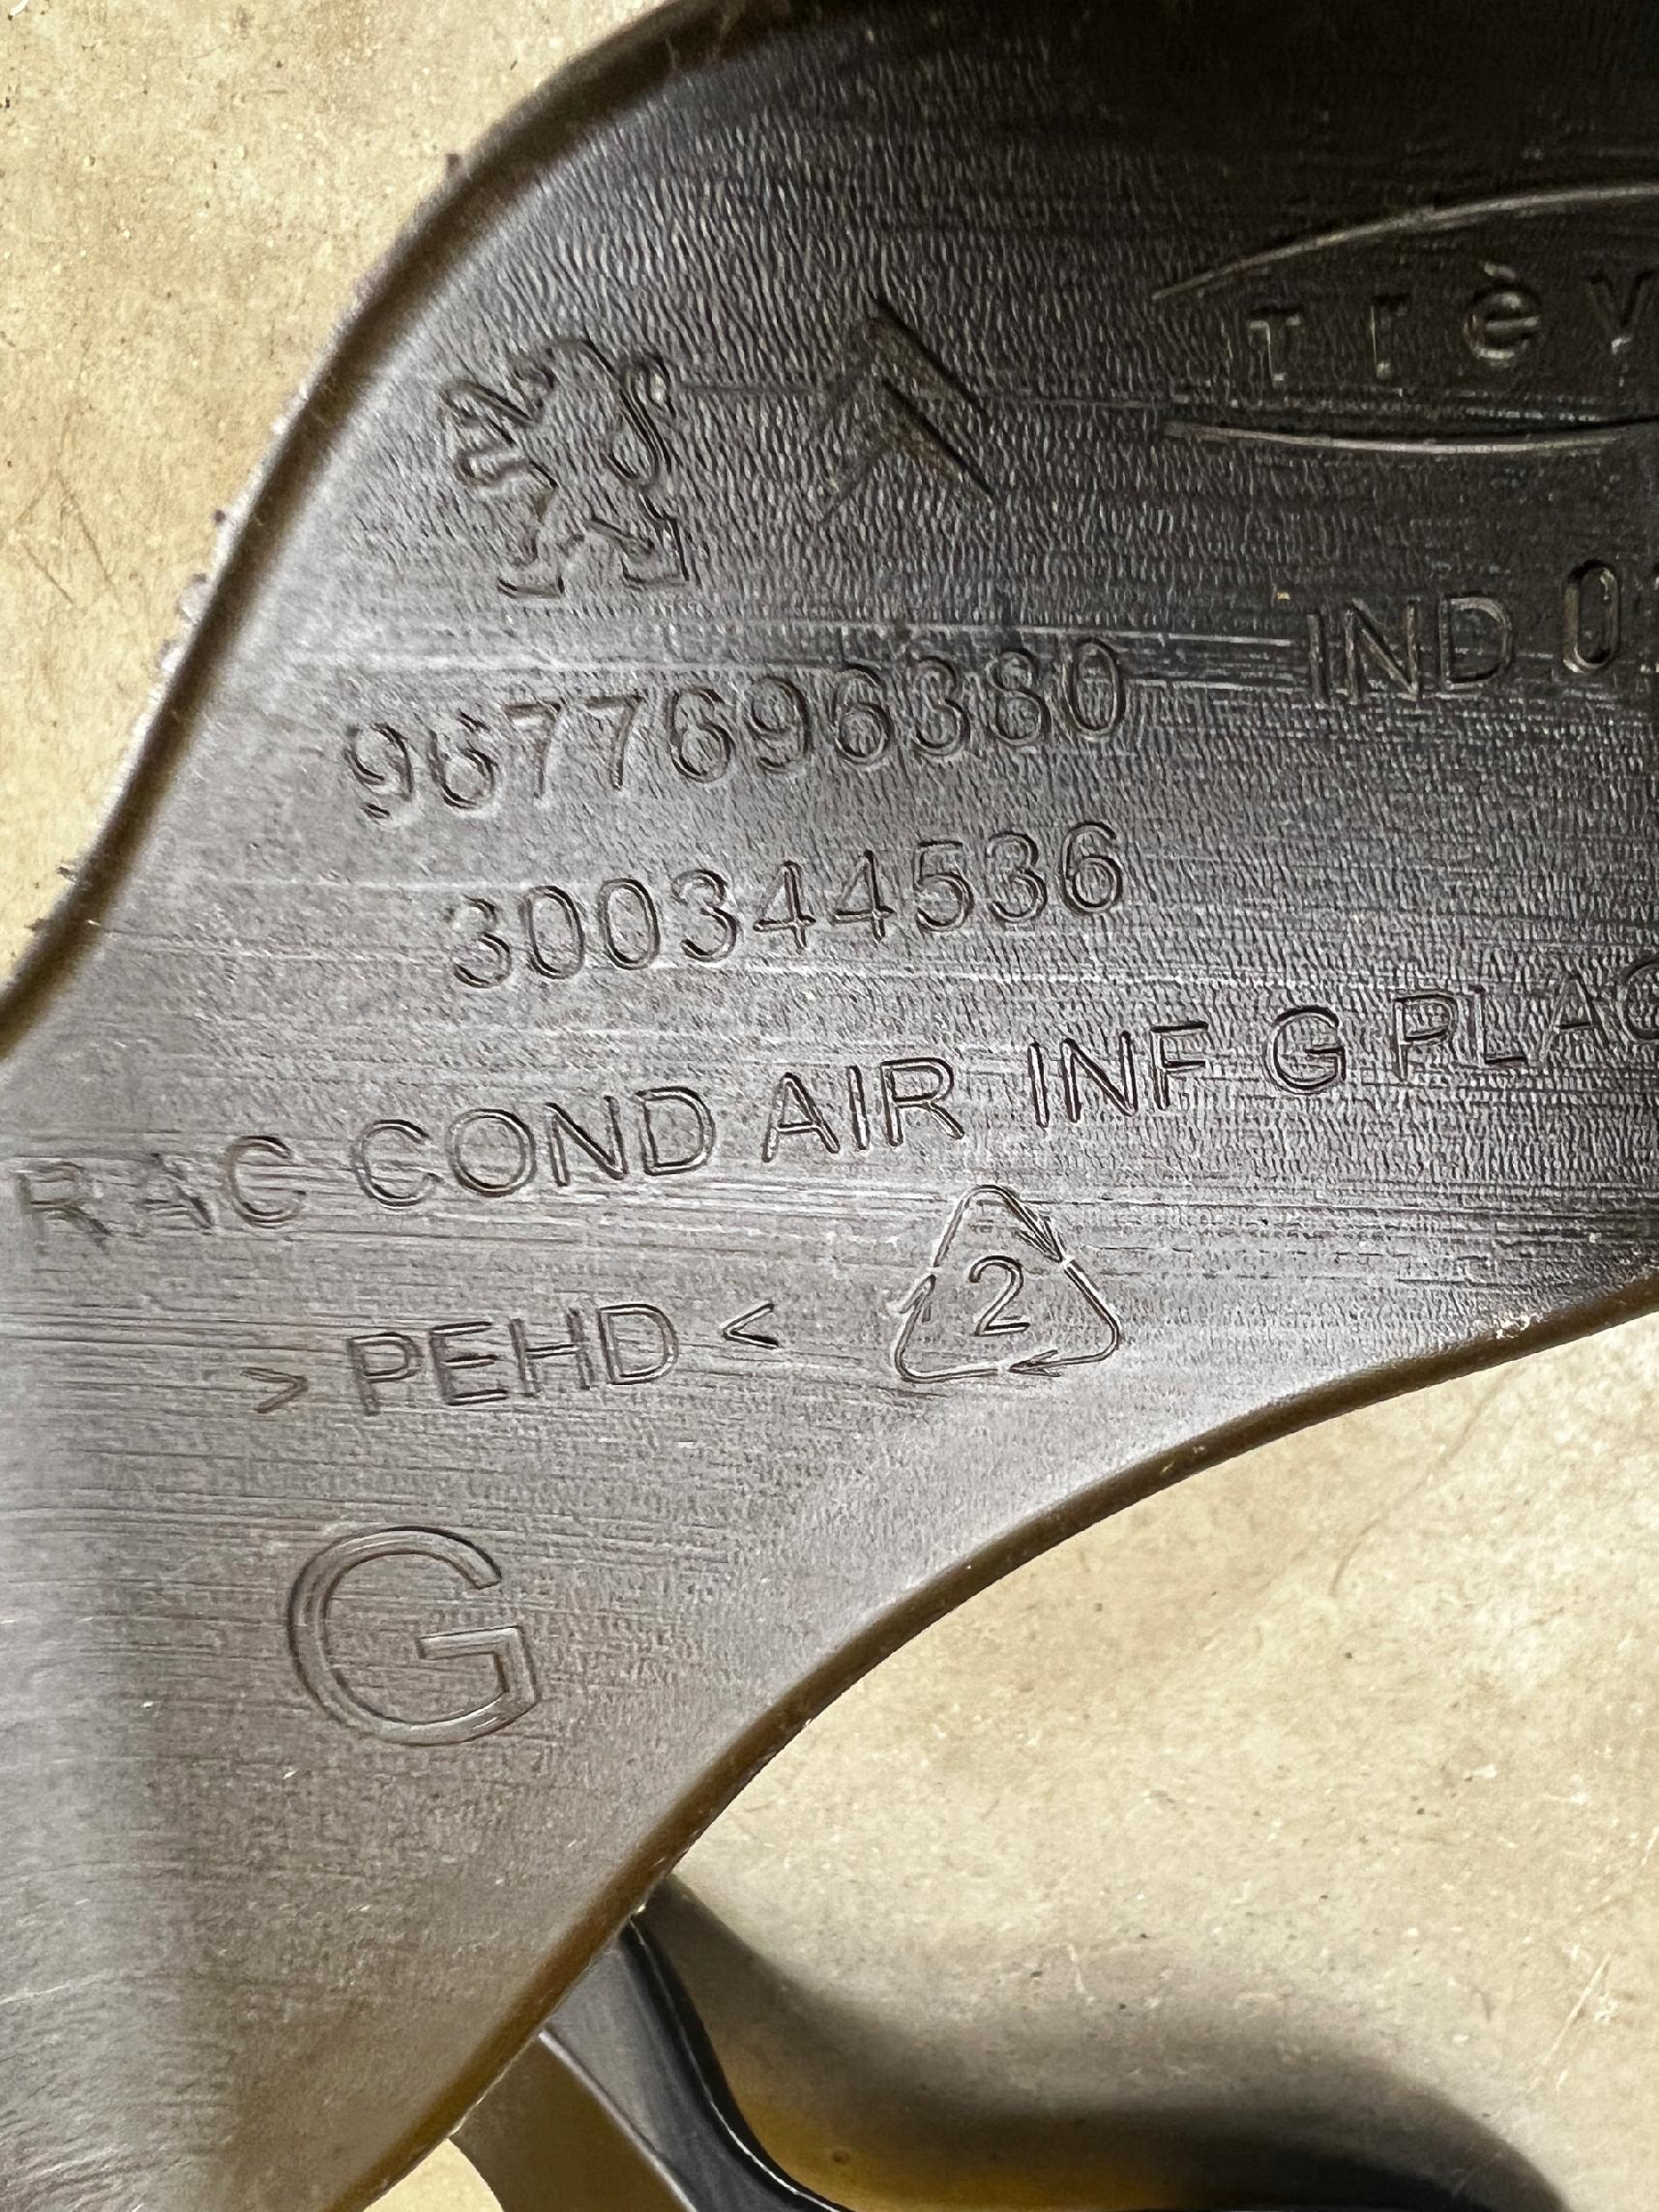 trèv
IND 0
9677696380
300344536
RAC COND AIR INF G PLAC
> PEHD <
2
G